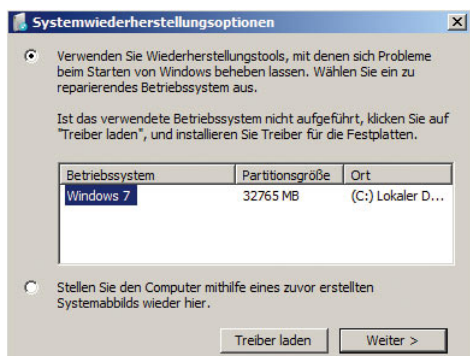 Systemwiederherstellungsoptionen
Verwenden Sie Wiederherstellungstools, mit denen sich Probleme
beim Starten von Windows beheben lassen. Wählen Sie ein zu
reparierendes Betriebssystem aus.
Ist das verwendete Betriebssystem nicht aufgeführt, klicken Sie auf
"Treiber laden", und installieren Sie Treiber für die Festplatten.
Betriebssystem Partitionsgröße Ort
Windows 7 32765 MB (C:) Lokaler D...
Stellen Sie den Computer mithilfe eines zuvor erstellten
Systemabbilds wieder her.
Treiber laden Weiter >